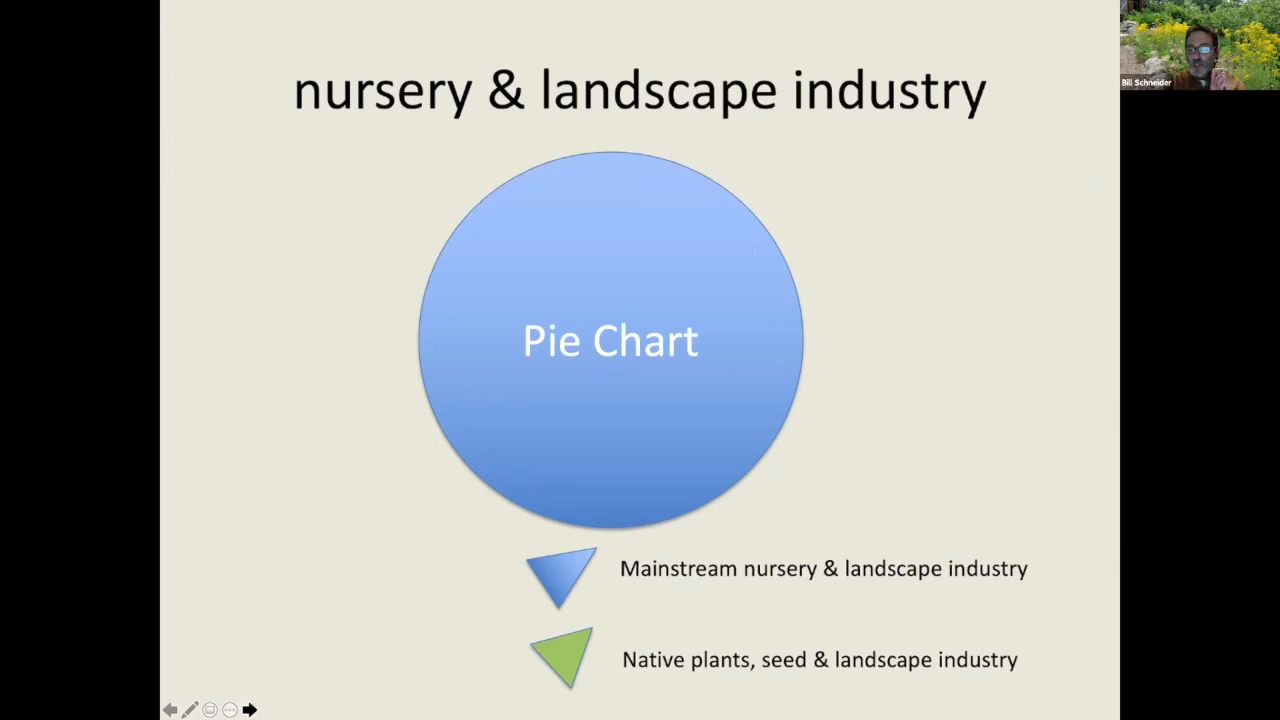 nursery & landscape industry
Bill Schneider
Pie Chart
Mainstream nursery & landscape industry
Native plants, seed & landscape industry